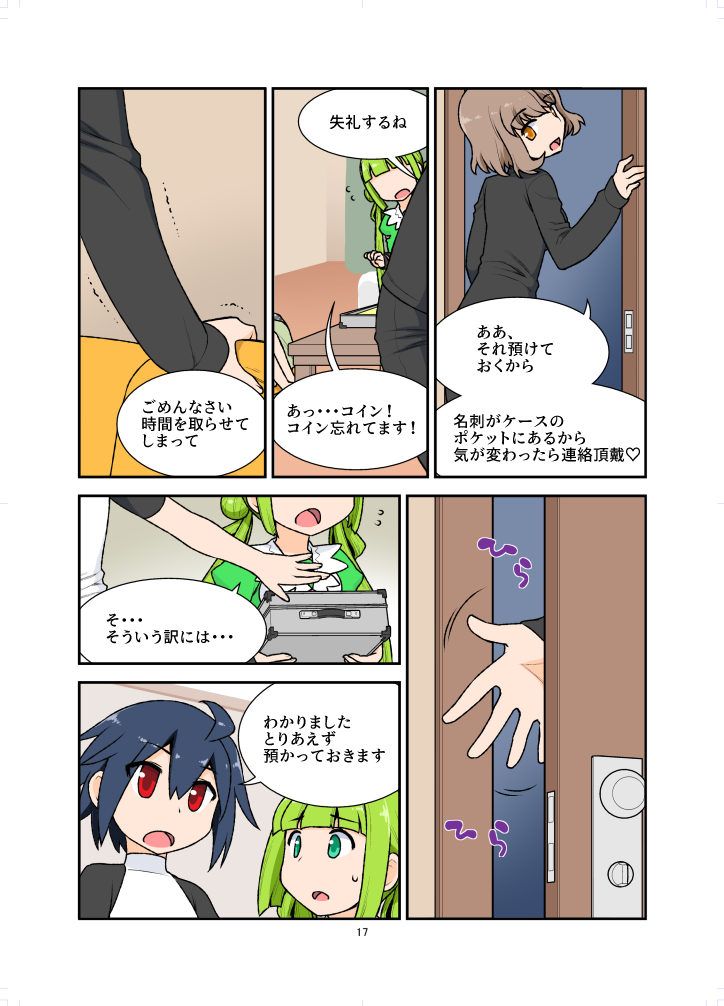 ごめんなさい
時間を取らせて
しまって
失礼するね
あっ・・・コイン！
コイン忘れてます！
ああ、
それ預けて
おくから
名刺がケースの
ポケットにあるから
気が変わったら連絡頂戴♡
そ・・・
そういう訳には・・・
わかりました
とりあえず
預かっておきます
ひら
ひら
17